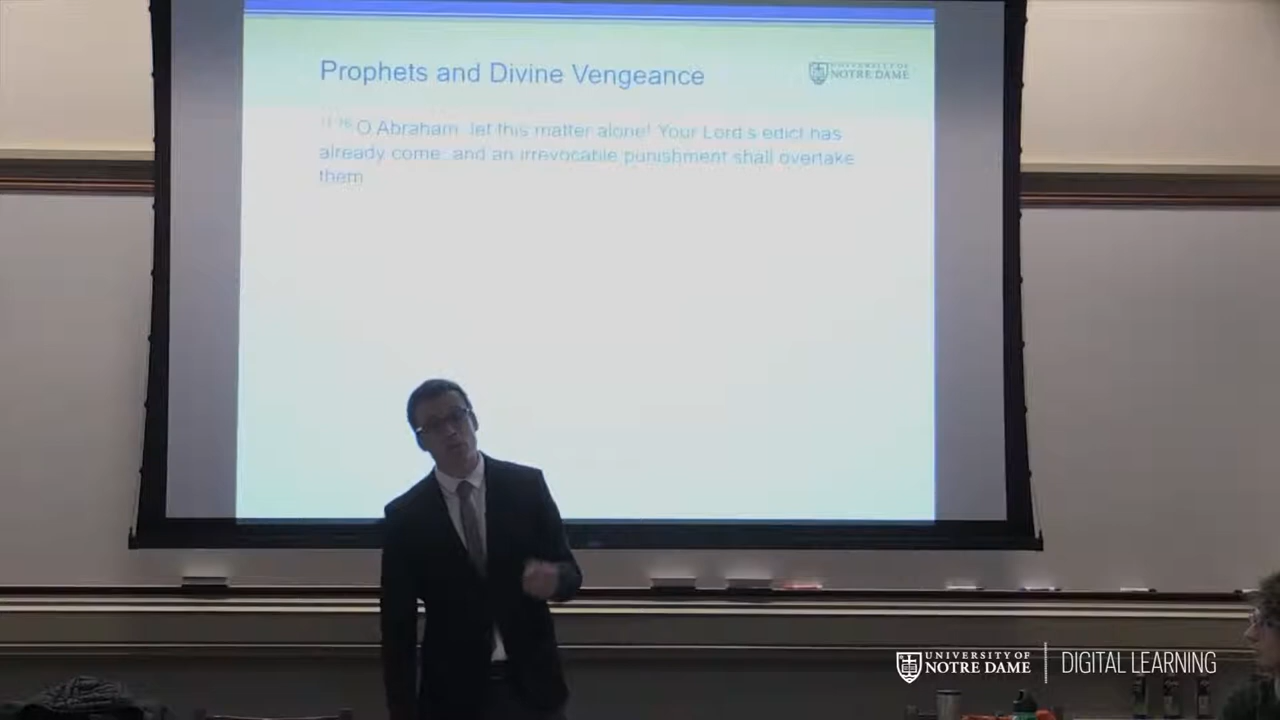 Prophets and Divine Vengeance
UNIVERSITY OF
NOTRE DAME
11 76 O Abraham, let this matter alone! Your Lord's edict has
already come, and an irrevocable punishment shall overtake
them
UNIVERSITY OF
NOTRE DAME
DIGITAL LEARNING